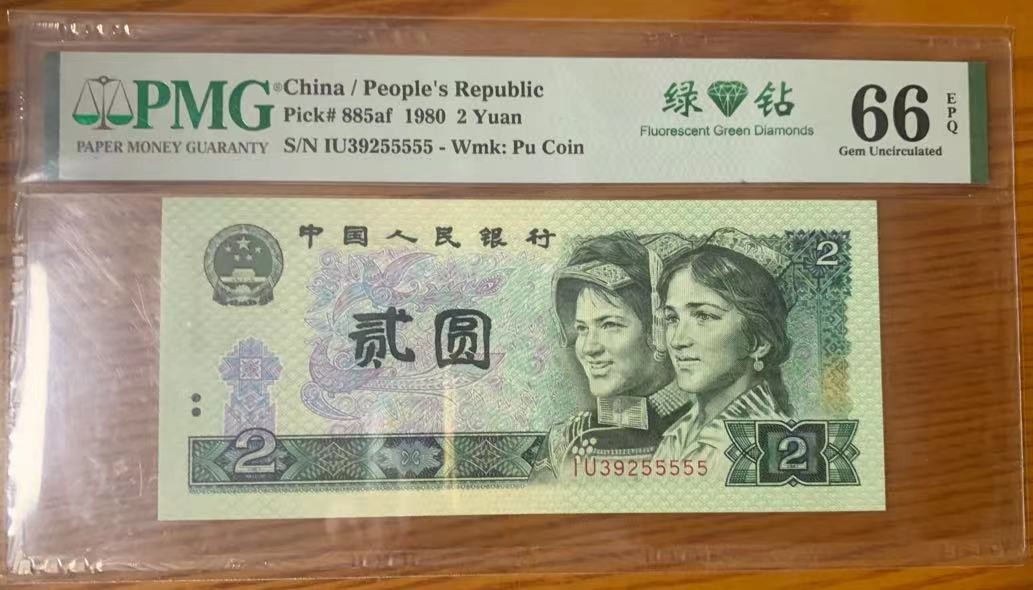 PMG®
PAPER MONEY GUARANTY
China / People's Republic
Pick# 885af 1980 2 Yuan
S/N IU39255555 - Wmk: Pu Coin
绿钻
Fluorescent Green Diamonds
66 EPQ
Gem Uncirculated
中国人民银行
2
贰圆
IU39255555
2
2